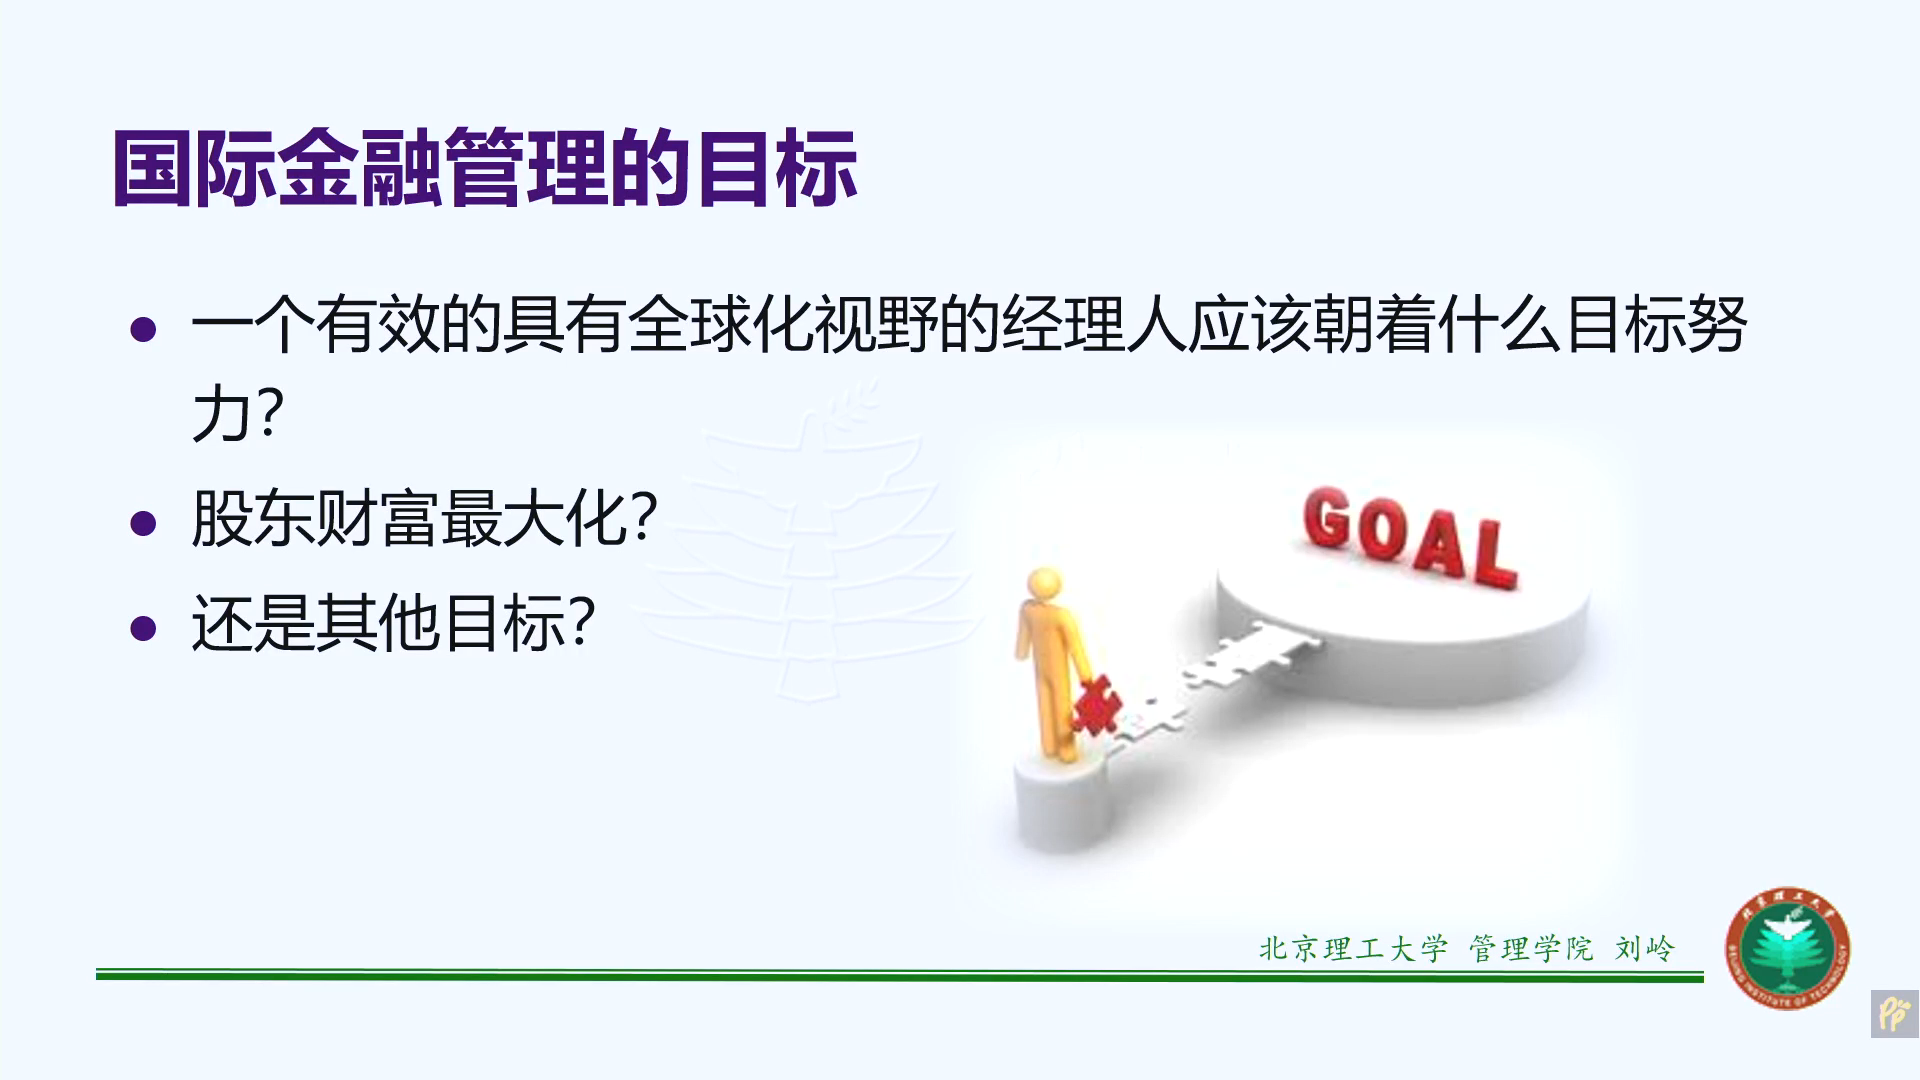 国际金融管理的目标
一个有效的具有全球化视野的经理人应该朝着什么目标努
力?
股东财富最大化?
还是其他目标?
GOAL
北京理工大学 管理学院 刘岭
北京理工大学
BEIJING INSTITUTE OF TECHNOLOGY
Pp